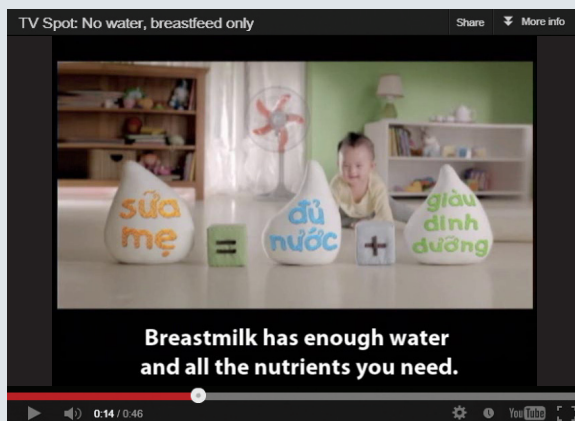 TV Spot: No water, breastfeed only
Share
More info
sữa
mẹ
=
đủ
nước
+
giàu
dinh
dưỡng
Breastmilk has enough water
and all the nutrients you need.
0:14 / 0:46
YouTube